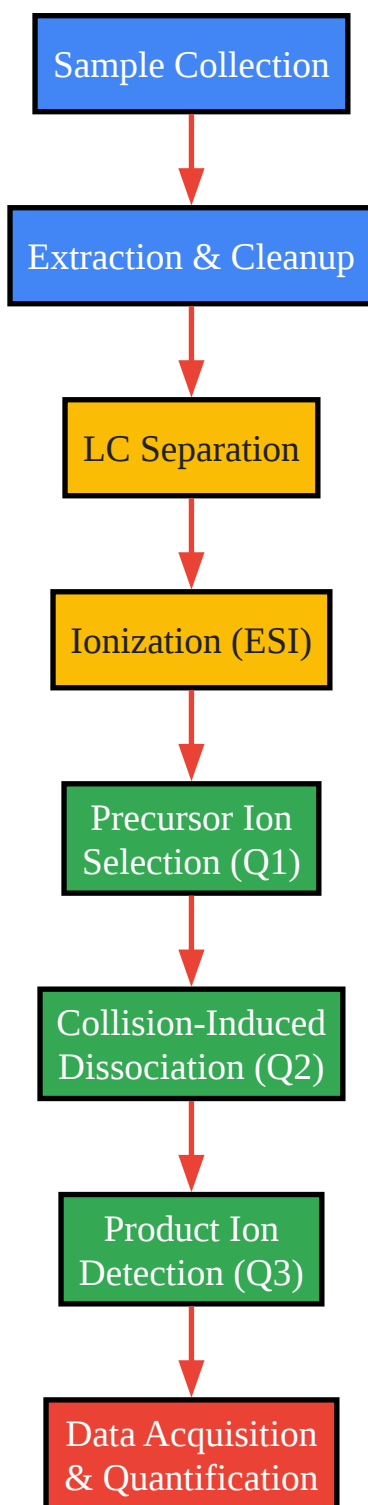 Sample Collection
Extraction & Cleanup
LC Separation
Ionization (ESI)
Precursor Ion
Selection (Q1)
Collision-Induced
Dissociation (Q2)
Product Ion
Detection (Q3)
Data Acquisition
& Quantification